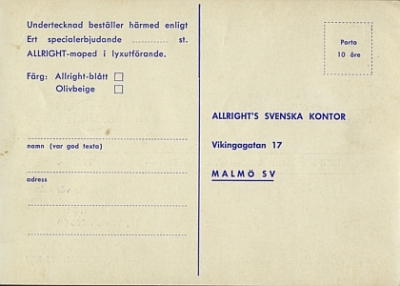 Undertecknad beställer härmed enligt
Ert specialerbjudande ............ st.
ALLRIGHT-moped i lyxutförande.
Färg: Allright-blått ☐
Olivbeige ☐
namn (var god texta)
adress
Porto
10 öre
ALLRIGHT'S SVENSKA KONTOR
Vikingagatan 17
MALMÖ SV